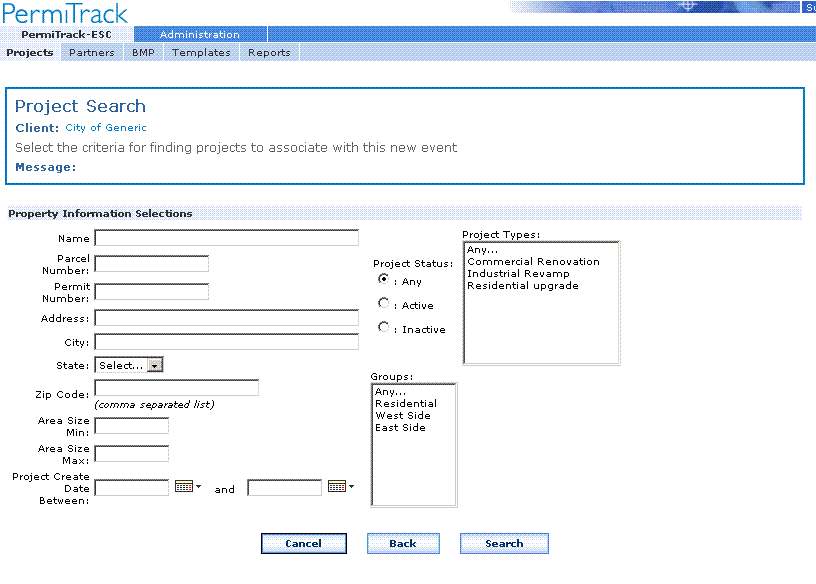 PermiTrack
PermiTrack-ESC Administration
Projects Partners BMP Templates Reports
Project Search
Client: City of Generic
Select the criteria for finding projects to associate with this new event
Message:
Property Information Selections
Name
Parcel
Number:
Permit
Number:
Address:
City:
State: Select...
Zip Code:
(comma separated list)
Area Size
Min:
Area Size
Max:
Project Create
Date
Between:
and
Project Status:
: Any
: Active
: Inactive
Groups:
Any...
Residential
West Side
East Side
Project Types:
Any...
Commercial Renovation
Industrial Revamp
Residential upgrade
Cancel Back Search